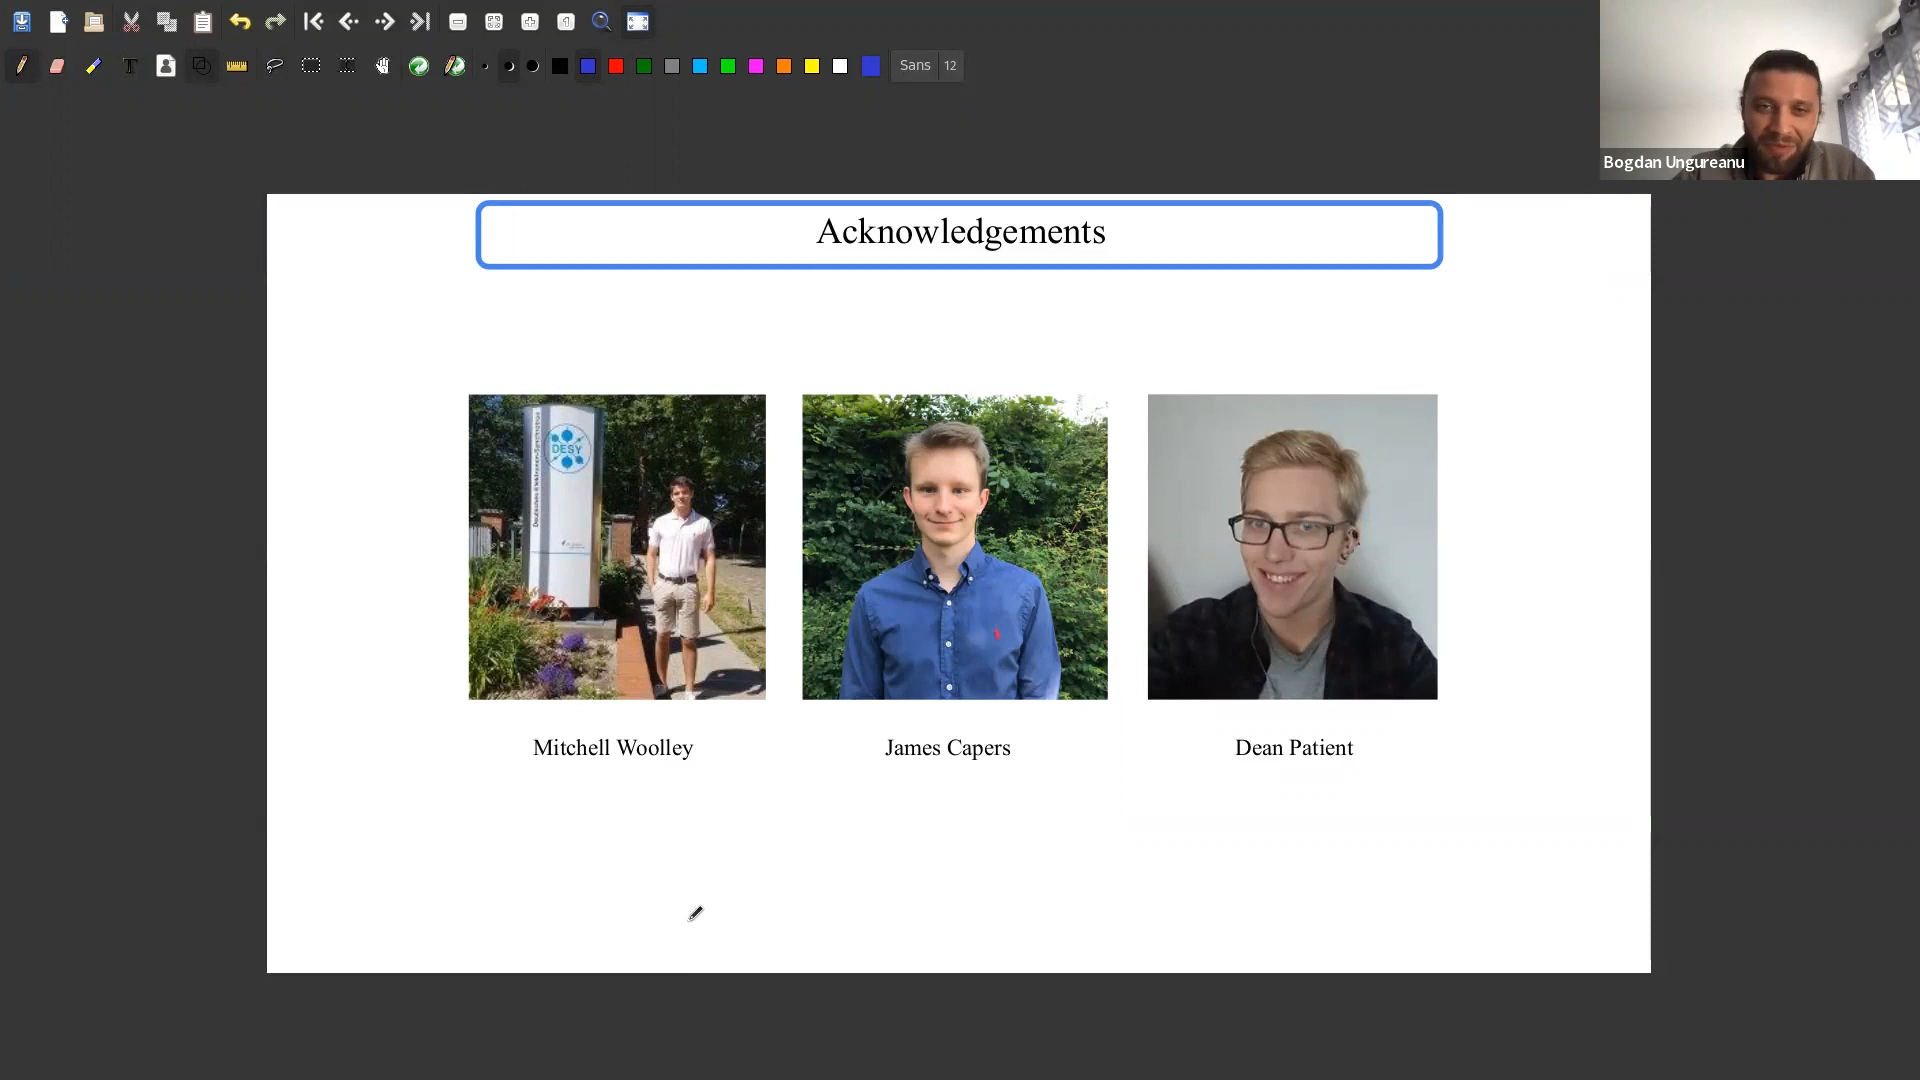 Sans 12
Bogdan Ungureanu
Acknowledgements
DESY
Mitchell Woolley
James Capers
Dean Patient